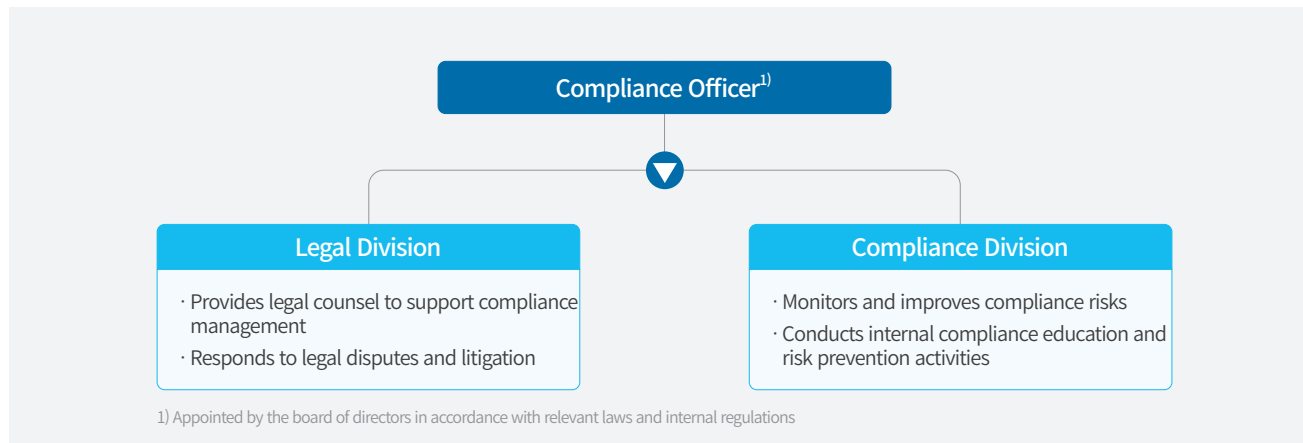 Compliance Officer1)
Legal Division
· Provides legal counsel to support compliance
management
· Responds to legal disputes and litigation
Compliance Division
· Monitors and improves compliance risks
· Conducts internal compliance education and
risk prevention activities
1) Appointed by the board of directors in accordance with relevant laws and internal regulations